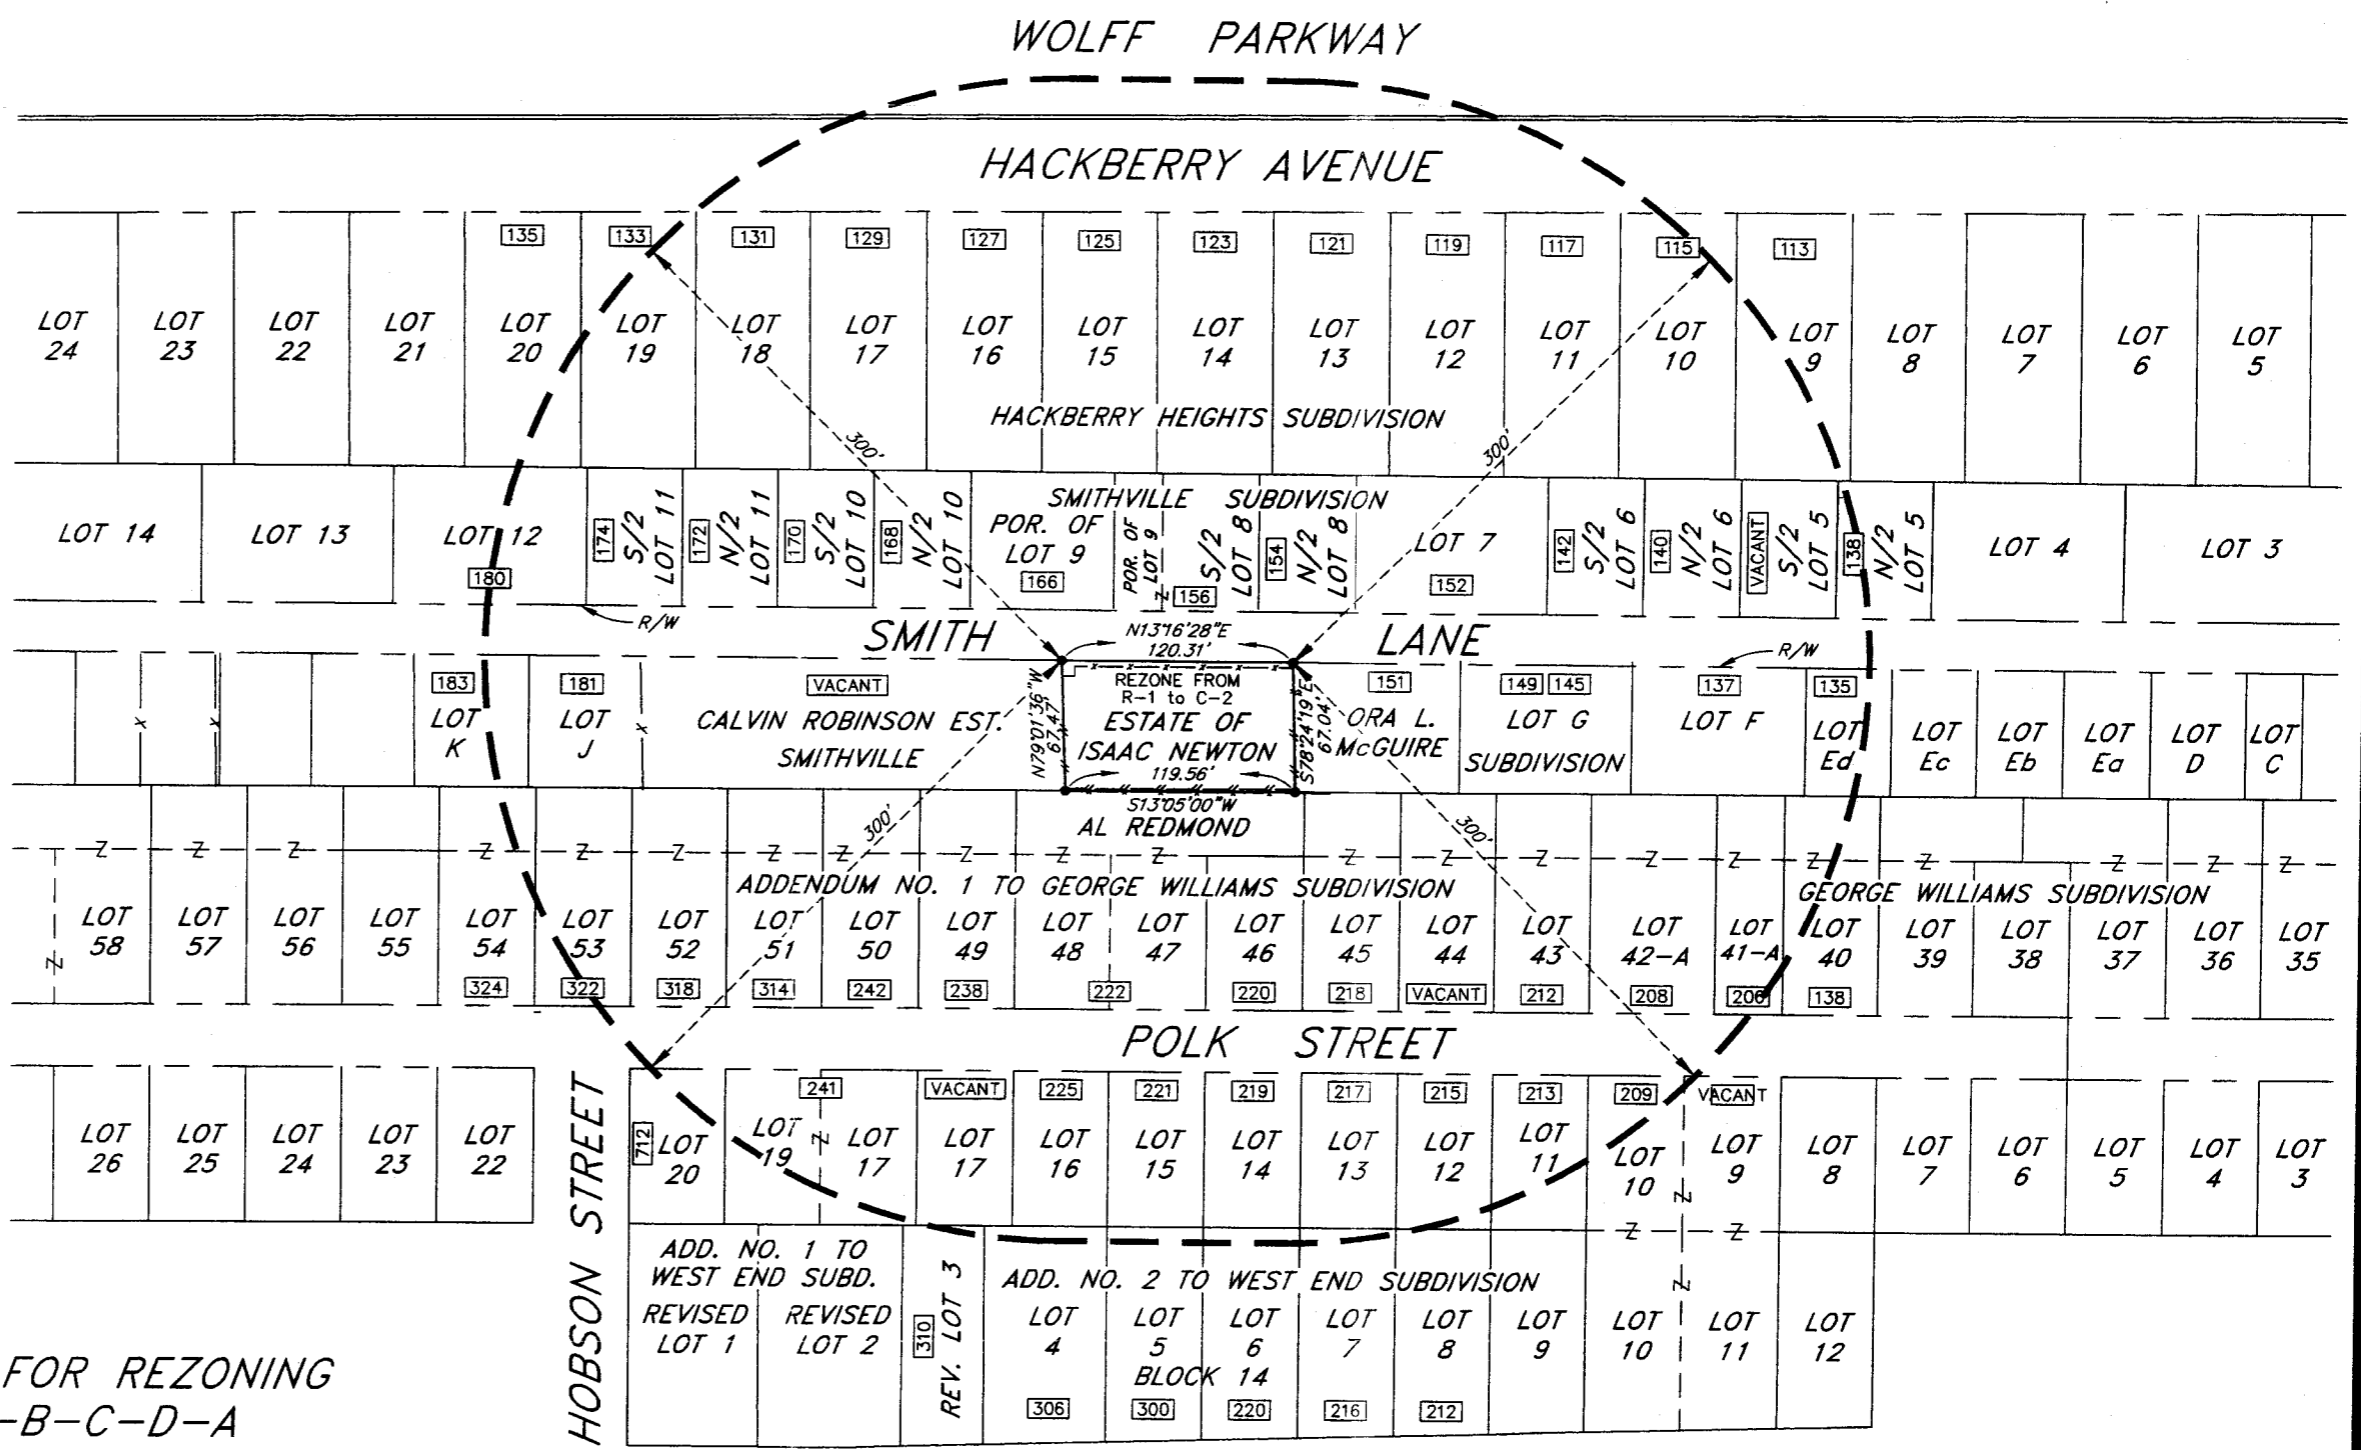 WOLFF PARKWAY
HACKBERRY AVENUE
135 133 131 129 127 125 123 121 119 117 115 113
LOT 24
LOT 23
LOT 22
LOT 21
LOT 20
LOT 19
LOT 18
LOT 17
LOT 16
LOT 15
LOT 14
LOT 13
LOT 12
LOT 11
LOT 10
LOT 9
LOT 8
LOT 7
LOT 6
LOT 5
HACKBERRY HEIGHTS SUBDIVISION
300'
300'
SMITHVILLE SUBDIVISION
LOT 14
LOT 13
LOT 12
180
174
S/2 LOT 11
172
N/2 LOT 11
170
S/2 LOT 10
168
N/2 LOT 10
POR. OF
LOT 9
166
POR. OF
LOT 9
Z
156
S/2 LOT 8
154
N/2 LOT 8
LOT 7
152
142
S/2 LOT 6
140
N/2 LOT 6
VACANT
S/2 LOT 5
138
N/2 LOT 5
LOT 4
LOT 3
R/W
SMITH LANE
R/W
N13°16'28"E
120.31'
REZONE FROM
R-1 to C-2
ESTATE OF
ISAAC NEWTON
119.56'
S13°05'00"W
N79°01'36"W
67.47'
S78°24'19"E
67.04'
183
LOT K
181
LOT J
VACANT
CALVIN ROBINSON EST.
SMITHVILLE
151
ORA L.
McGUIRE
149 145
LOT G
SUBDIVISION
137
LOT F
135
LOT Ed
LOT Ec
LOT Eb
LOT Ea
LOT D
LOT C
AL REDMOND
300'
300'
ADDENDUM NO. 1 TO GEORGE WILLIAMS SUBDIVISION
GEORGE WILLIAMS SUBDIVISION
LOT 58
LOT 57
LOT 56
LOT 55
LOT 54
LOT 53
LOT 52
LOT 51
LOT 50
LOT 49
LOT 48
LOT 47
LOT 46
LOT 45
LOT 44
LOT 43
LOT 42-A
LOT 41-A
LOT 40
LOT 39
LOT 38
LOT 37
LOT 36
LOT 35
324 322 318 314 242 238 222 220 218 VACANT 212 208 206 138
POLK STREET
HOBSON STREET
241 VACANT 225 221 219 217 215 213 209 VACANT
712
LOT 26
LOT 25
LOT 24
LOT 23
LOT 22
LOT 20
LOT 19
LOT 17
LOT 17
LOT 16
LOT 15
LOT 14
LOT 13
LOT 12
LOT 11
LOT 10
LOT 9
LOT 8
LOT 7
LOT 6
LOT 5
LOT 4
LOT 3
ADD. NO. 1 TO
WEST END SUBD.
REVISED
LOT 1
REVISED
LOT 2
310
REV. LOT 3
ADD. NO. 2 TO WEST END SUBDIVISION
LOT 4
LOT 5
LOT 6
LOT 7
LOT 8
LOT 9
LOT 10
LOT 11
LOT 12
BLOCK 14
306 300 220 216 212
FOR REZONING
-B-C-D-A